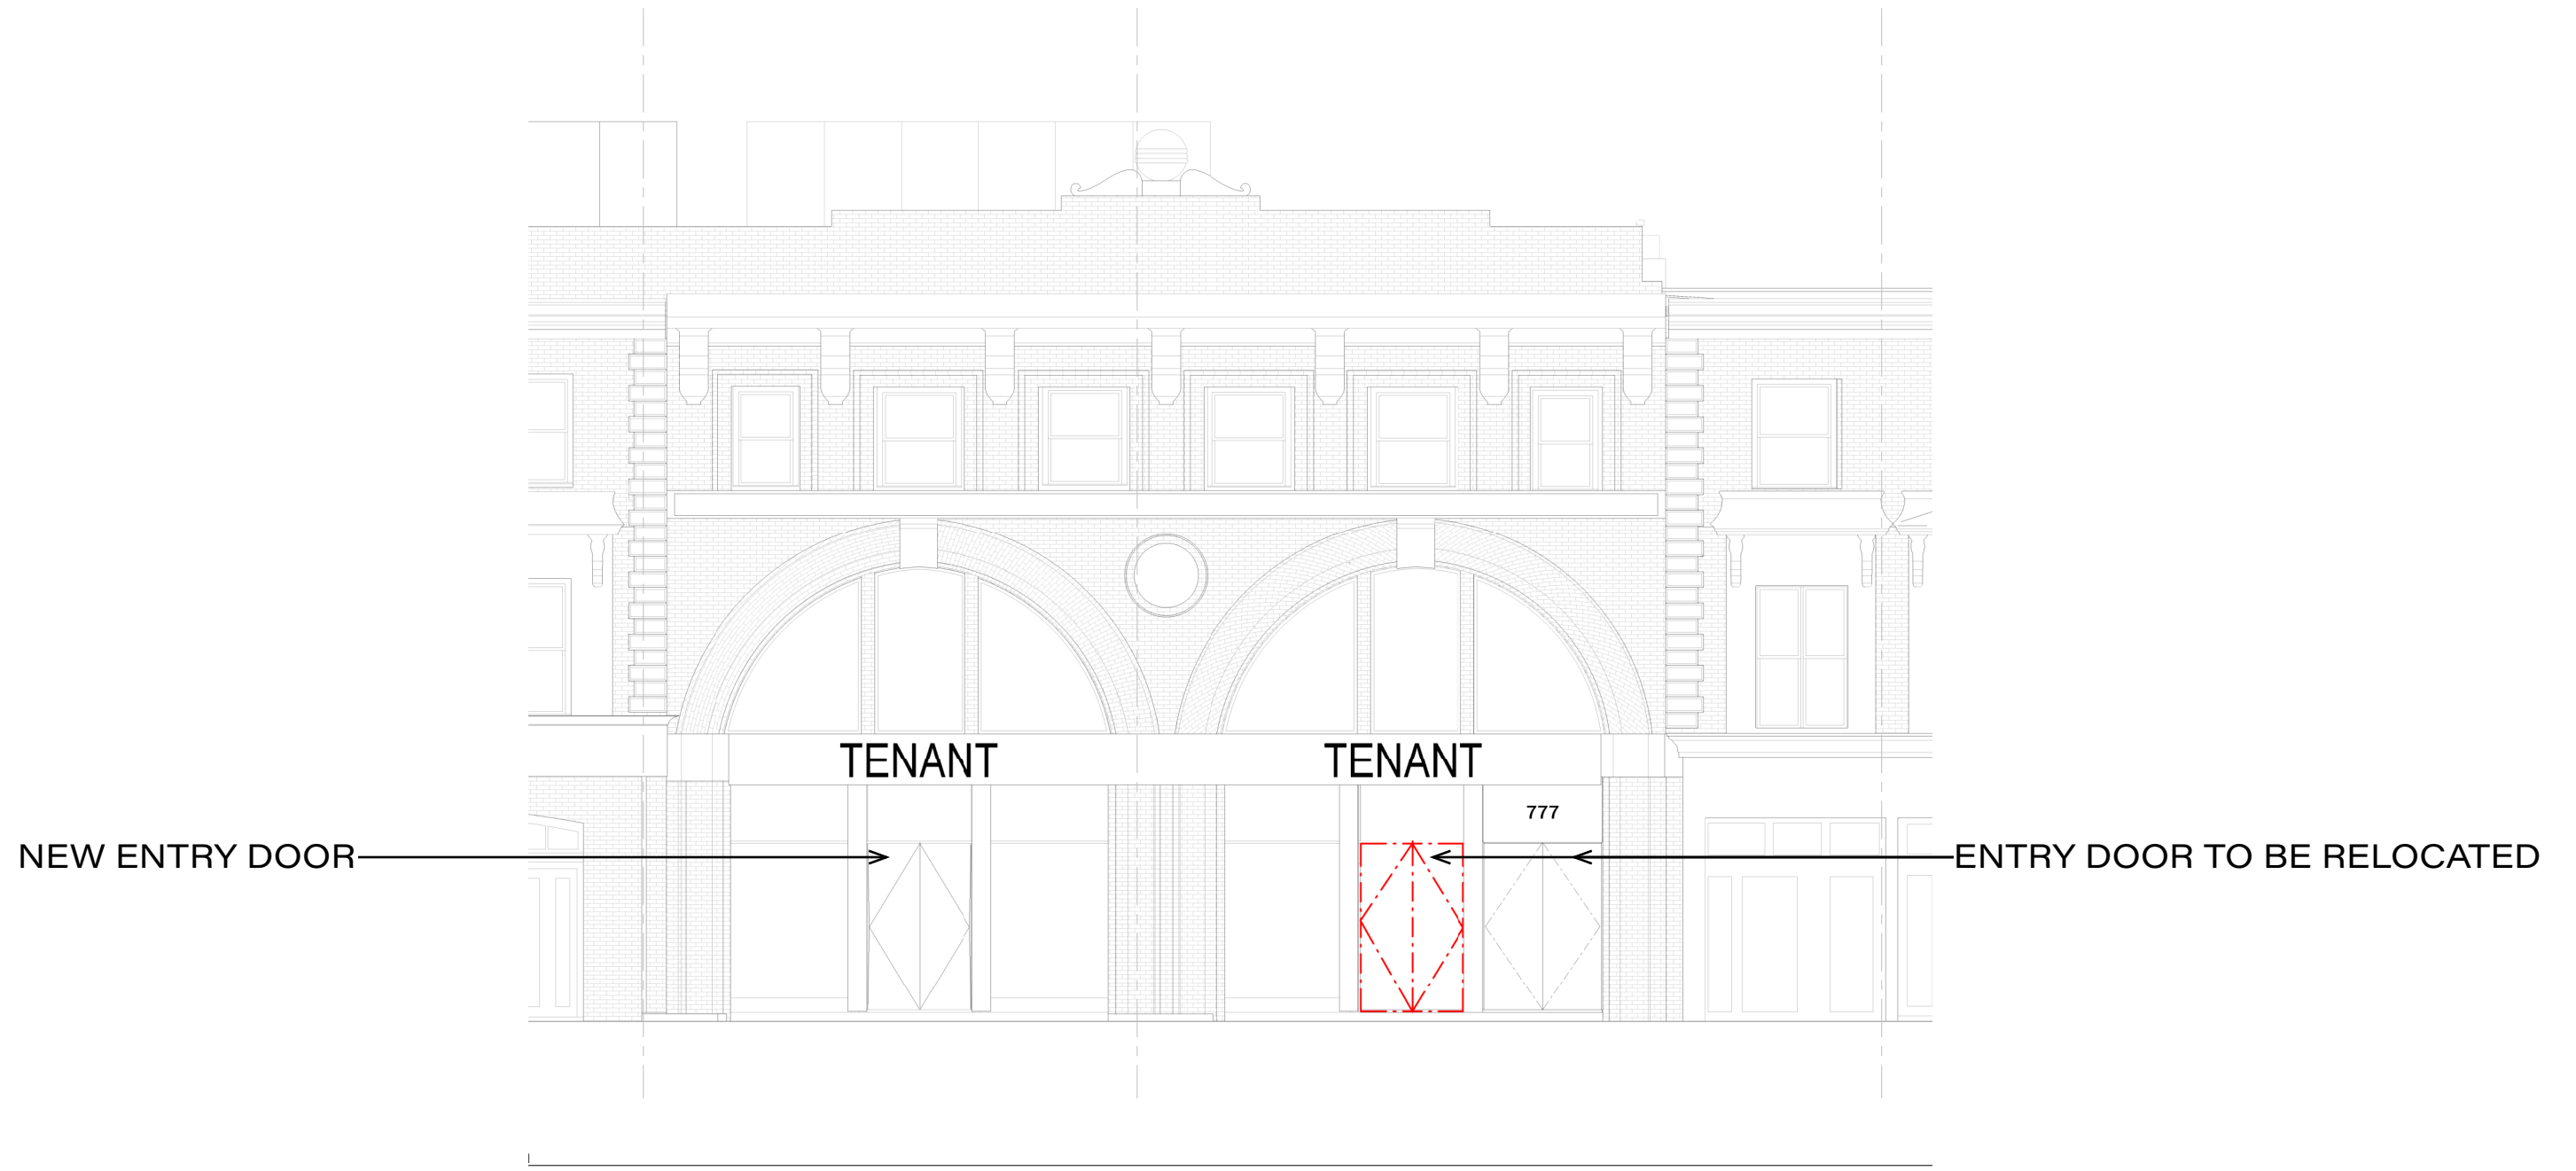 TENANT
TENANT
777
NEW ENTRY DOOR
ENTRY DOOR TO BE RELOCATED